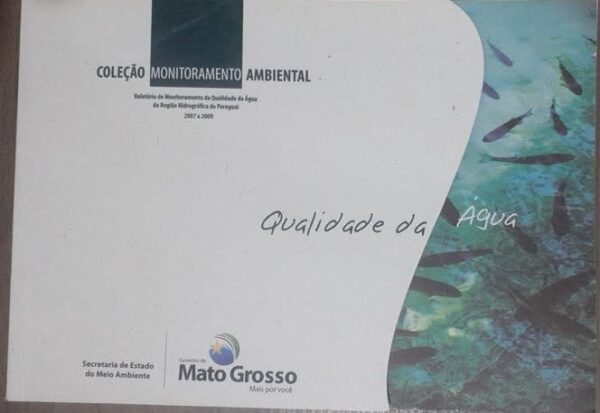 COLEÇÃO MONITORAMENTO AMBIENTAL
Relatório de Monitoramento da Qualidade da Água
da Região Hidrográfica do Paraguai
2007 a 2009
Qualidade da Água
Secretaria de Estado
do Meio Ambiente
Governo de
Mato Grosso
Mais por você